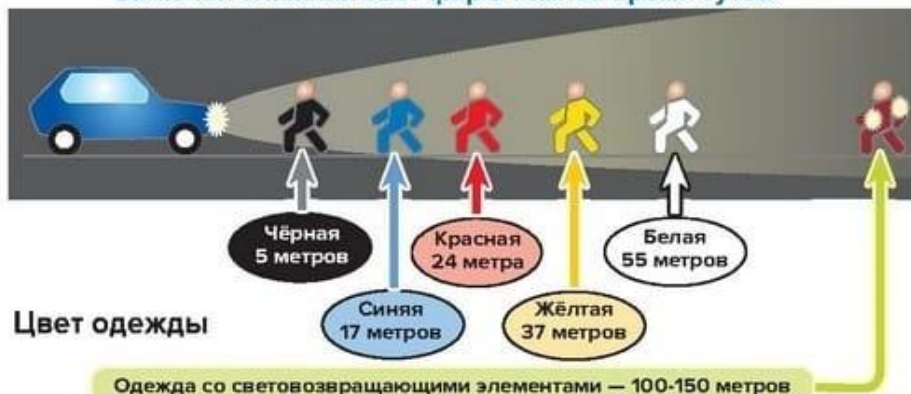 Чёрная
5 метров
Красная
24 метра
Белая
55 метров
Синяя
17 метров
Жёлтая
37 метров
Цвет одежды
Одежда со световозвращающими элементами — 100-150 метров